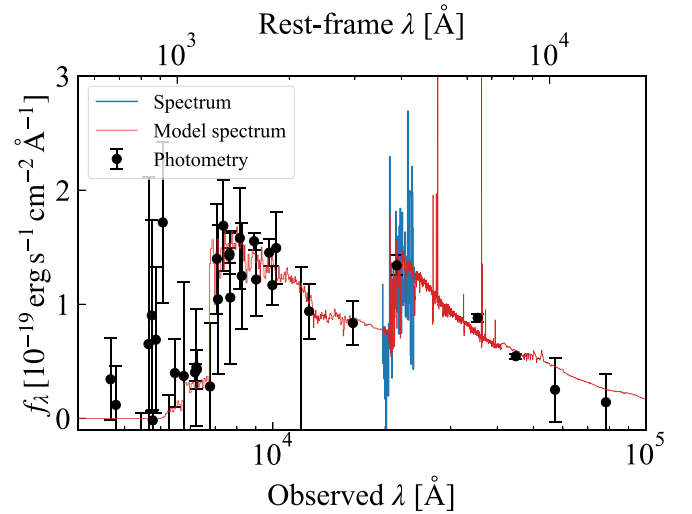 Rest-frame λ [Å]
10³ 10⁴
3
2
1
0
Spectrum
Model spectrum
Photometry
f_λ [10⁻¹⁹ erg s⁻¹ cm⁻² Å⁻¹]
10⁴ 10⁵
Observed λ [Å]